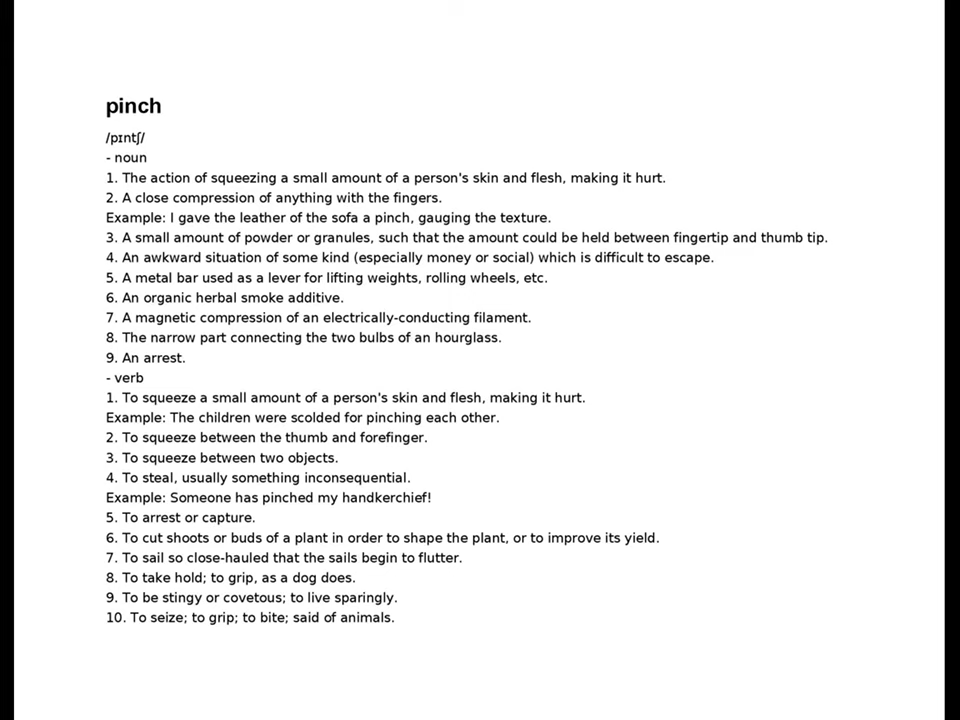 pinch
/pɪntʃ/
- noun
1. The action of squeezing a small amount of a person's skin and flesh, making it hurt.
2. A close compression of anything with the fingers.
Example: I gave the leather of the sofa a pinch, gauging the texture.
3. A small amount of powder or granules, such that the amount could be held between fingertip and thumb tip.
4. An awkward situation of some kind (especially money or social) which is difficult to escape.
5. A metal bar used as a lever for lifting weights, rolling wheels, etc.
6. An organic herbal smoke additive.
7. A magnetic compression of an electrically-conducting filament.
8. The narrow part connecting the two bulbs of an hourglass.
9. An arrest.
- verb
1. To squeeze a small amount of a person's skin and flesh, making it hurt.
Example: The children were scolded for pinching each other.
2. To squeeze between the thumb and forefinger.
3. To squeeze between two objects.
4. To steal, usually something inconsequential.
Example: Someone has pinched my handkerchief!
5. To arrest or capture.
6. To cut shoots or buds of a plant in order to shape the plant, or to improve its yield.
7. To sail so close-hauled that the sails begin to flutter.
8. To take hold; to grip, as a dog does.
9. To be stingy or covetous; to live sparingly.
10. To seize; to grip; to bite; said of animals.